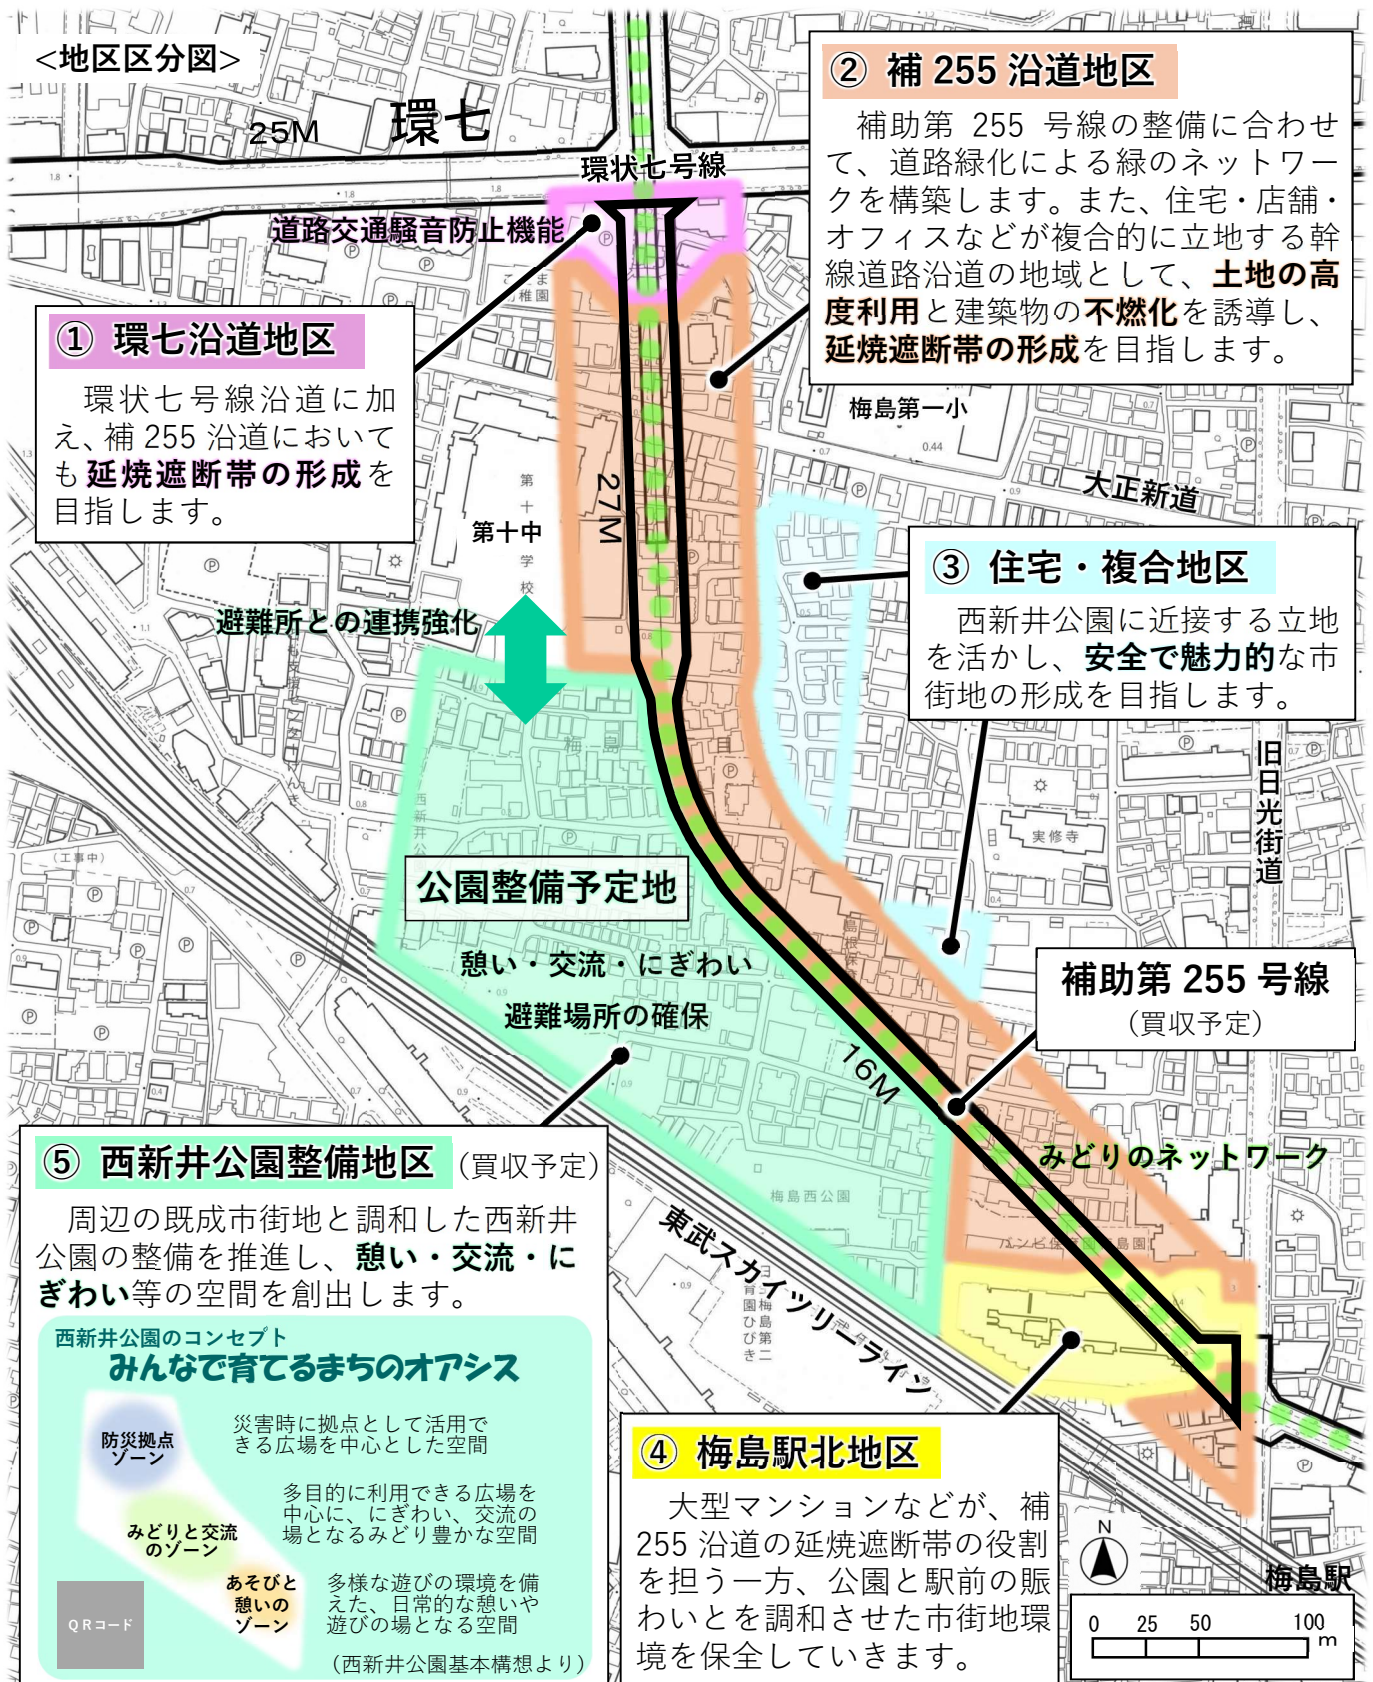 <地区区分図>
25M
環七
環状七号線
道路交通騒音防止機能
① 環七沿道地区
環状七号線沿道に加
え、補 255 沿道において
も延焼遮断帯の形成を
目指します。
② 補 255 沿道地区
補助第 255 号線の整備に合わせ
て、道路緑化による緑のネットワー
クを構築します。また、住宅・店舗・
オフィスなどが複合的に立地する幹
線道路沿道の地域として、土地の高
度利用と建築物の不燃化を誘導し、
延焼遮断帯の形成を目指します。
梅島第一小
大正新道
27M
第十中
避難所との連携強化
③ 住宅・複合地区
西新井公園に近接する立地
を活かし、安全で魅力的な市
街地の形成を目指します。
旧日光街道
実修寺
公園整備予定地
憩い・交流・にぎわい
避難場所の確保
補助第 255 号線
(買収予定)
16M
みどりのネットワーク
梅島西公園
東武スカイツリーライン
⑤ 西新井公園整備地区 (買収予定)
周辺の既成市街地と調和した西新井
公園の整備を推進し、憩い・交流・に
ぎわい等の空間を創出します。
西新井公園のコンセプト
みんなで育てるまちのオアシス
防災拠点
ゾーン
災害時に拠点として活用で
きる広場を中心とした空間
みどりと交流
のゾーン
多目的に利用できる広場を
中心に、にぎわい、交流の
場となるみどり豊かな空間
あそびと
憩いの
ゾーン
多様な遊びの環境を備
えた、日常的な憩いや
遊びの場となる空間
QRコード
(西新井公園基本構想より)
④ 梅島駅北地区
大型マンションなどが、補
255 沿道の延焼遮断帯の役割
を担う一方、公園と駅前の賑
わいとを調和させた市街地環
境を保全していきます。
N
梅島駅
0 25 50 100
m